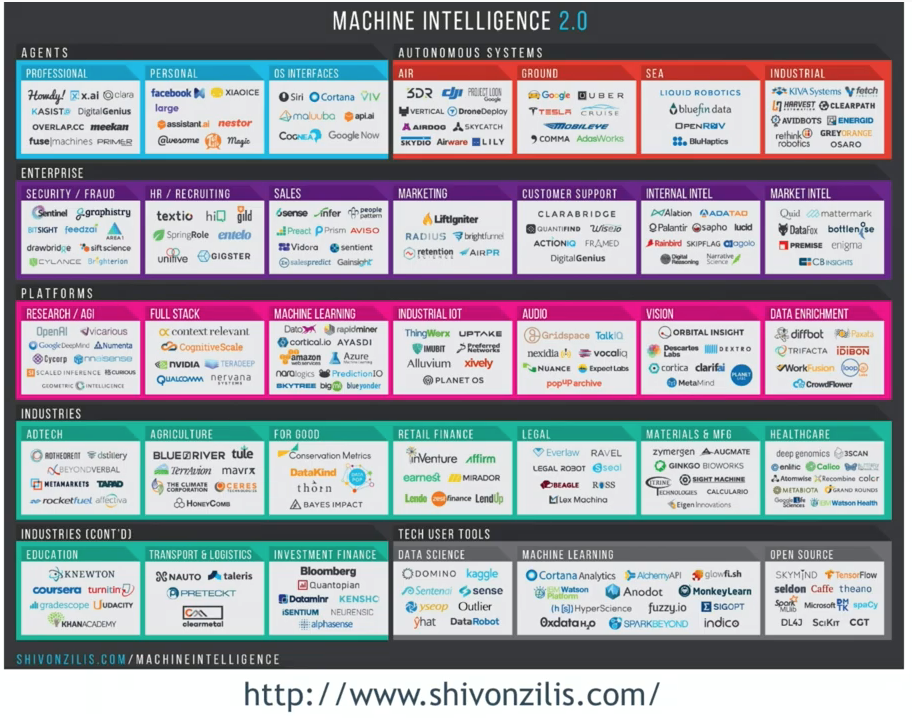 MACHINE INTELLIGENCE 2.0
AGENTS
PROFESSIONAL
Howdy! x.ai clara
KASISTO DigitalGenius
OVERLAP.CC meekan
fuse|machines PRIMER
PERSONAL
facebook M XIAOICE
large
assistant.ai nestor
@wesome Magic
OS INTERFACES
Siri Cortana VIV
maluuba api.ai
COGNEA Google Now
AUTONOMOUS SYSTEMS
AIR
3DR dji PROJECT LOON Google
VERTICAL DroneDeploy
AIRDOG SKYCATCH
SKYDIO Airware LILY
GROUND
Google UBER
TESLA CRUISE
MOBILEYE
COMMA AdasWorks
SEA
LIQUID ROBOTICS
bluefin data
OPENROV
BluHaptics
INDUSTRIAL
KIVA Systems fetch
HARVEST CLEARPATH
AVIDBOTS ENERGID
rethink robotics GREYORANGE
OSARO
ENTERPRISE
SECURITY / FRAUD
Sentinel graphistry
BITSIGHT feedzai AREA 1
drawbridge sift science
CYLANCE Brighterion
HR / RECRUITING
textio hiQ gild
SpringRole entelo
unitive GIGSTER
SALES
6sense infer people pattern
Preact Prism AVISO
Vidora sentient
salespredict Gainsight
MARKETING
LiftIgniter
RADIUS brightfunnel
retention SCIENCE AIRPR
CUSTOMER SUPPORT
CLARABRIDGE
QUANTIFIND Wise.io
ACTIONIQ FRAMED
DigitalGenius
INTERNAL INTEL
Alation ADATAO
Palantir sapho lucid
Rainbird SKIPFLAG agolo
Digital Reasoning Narrative Science
MARKET INTEL
Quid mattermark
DataFox bottlenose
PREMISE enigma
CB INSIGHTS
PLATFORMS
RESEARCH / AGI
OpenAI vicarious
Google DeepMind Numenta
Cycorp nnaisense
SCALED INFERENCE CURIOUS
GEOMETRIC INTELLIGENCE
FULL STACK
context relevant
CognitiveScale
NVIDIA TERADEEP
QUALCOMM nervana SYSTEMS
MACHINE LEARNING
Dato rapidminer
cortical.io AYASDI
amazon web services Azure Machine Learning
naralogics PredictionIO
SKYTREE bigml blueyonder
INDUSTRIAL IOT
ThingWorx UPTAKE
IMUBIT Preferred Networks
Alluvium xively
PLANET OS
AUDIO
Gridspace TalkIQ
nexidia vocaliq
NUANCE Expect Labs
popUP archive
VISION
ORBITAL INSIGHT
Descartes Labs DEXTRO
cortica clarifai
MetaMind PLANET LABS
DATA ENRICHMENT
diffbot Paxata
TRIFACTA IDIBON
WorkFusion loop
CrowdFlower
INDUSTRIES
ADTECH
ROTHEORENT dstillery
BEYONDVERBAL
METAMARKETS TAPAD
rocketfuel affectiva
AGRICULTURE
BLUE RIVER tule
TerrAvion mavrx
THE CLIMATE CORPORATION CERES
HONEYCOMB
FOR GOOD
Conservation Metrics
DataKind DATA POP
thorn
BAYES IMPACT
RETAIL FINANCE
inVenture affirm
earnest MIRADOR
Lendo zest finance LendUp
LEGAL
Everlaw RAVEL
LEGAL ROBOT seal
BEAGLE ROSS
Lex Machina
MATERIALS & MFG
zymergen AUGMATE
GINKGO BIOWORKS
CITRINE SIGHT MACHINE
TECHNOLOGIES CALCULARIO
Eigen Innovations
HEALTHCARE
deep genomics 3SCAN
enlitic Calico
Atomwise Recombine color
METABIOTA GRAND ROUNDS
Google Life Sciences IBM Watson Health
INDUSTRIES (CONT'D)
EDUCATION
KNEWTON
coursera turnitin
gradescope UDACITY
KHANACADEMY
TRANSPORT & LOGISTICS
NAUTO taleris
PRETECKT
clearmetal
INVESTMENT FINANCE
Bloomberg
Quantopian
Dataminr KENSHO
iSENTIUM NEURENSIC
alphasense
TECH USER TOOLS
DATA SCIENCE
DOMINO kaggle
Sentenai sense
yseop Outlier
ŷhat DataRobot
MACHINE LEARNING
Cortana Analytics AlchemyAPI glowfi.sh
IBM Watson Platform Anodot MonkeyLearn
(h[s]) HyperScience fuzzy.io SIGOPT
0xdata H₂O SPARKBEYOND indico
OPEN SOURCE
SKYMIND TensorFlow
seldon Caffe theano
Spark MLlib Microsoft DMTK spaCy
DL4J SciKIT CGT
SHIVONZILIS.COM/MACHINEINTELLIGENCE
http://www.shivonzilis.com/